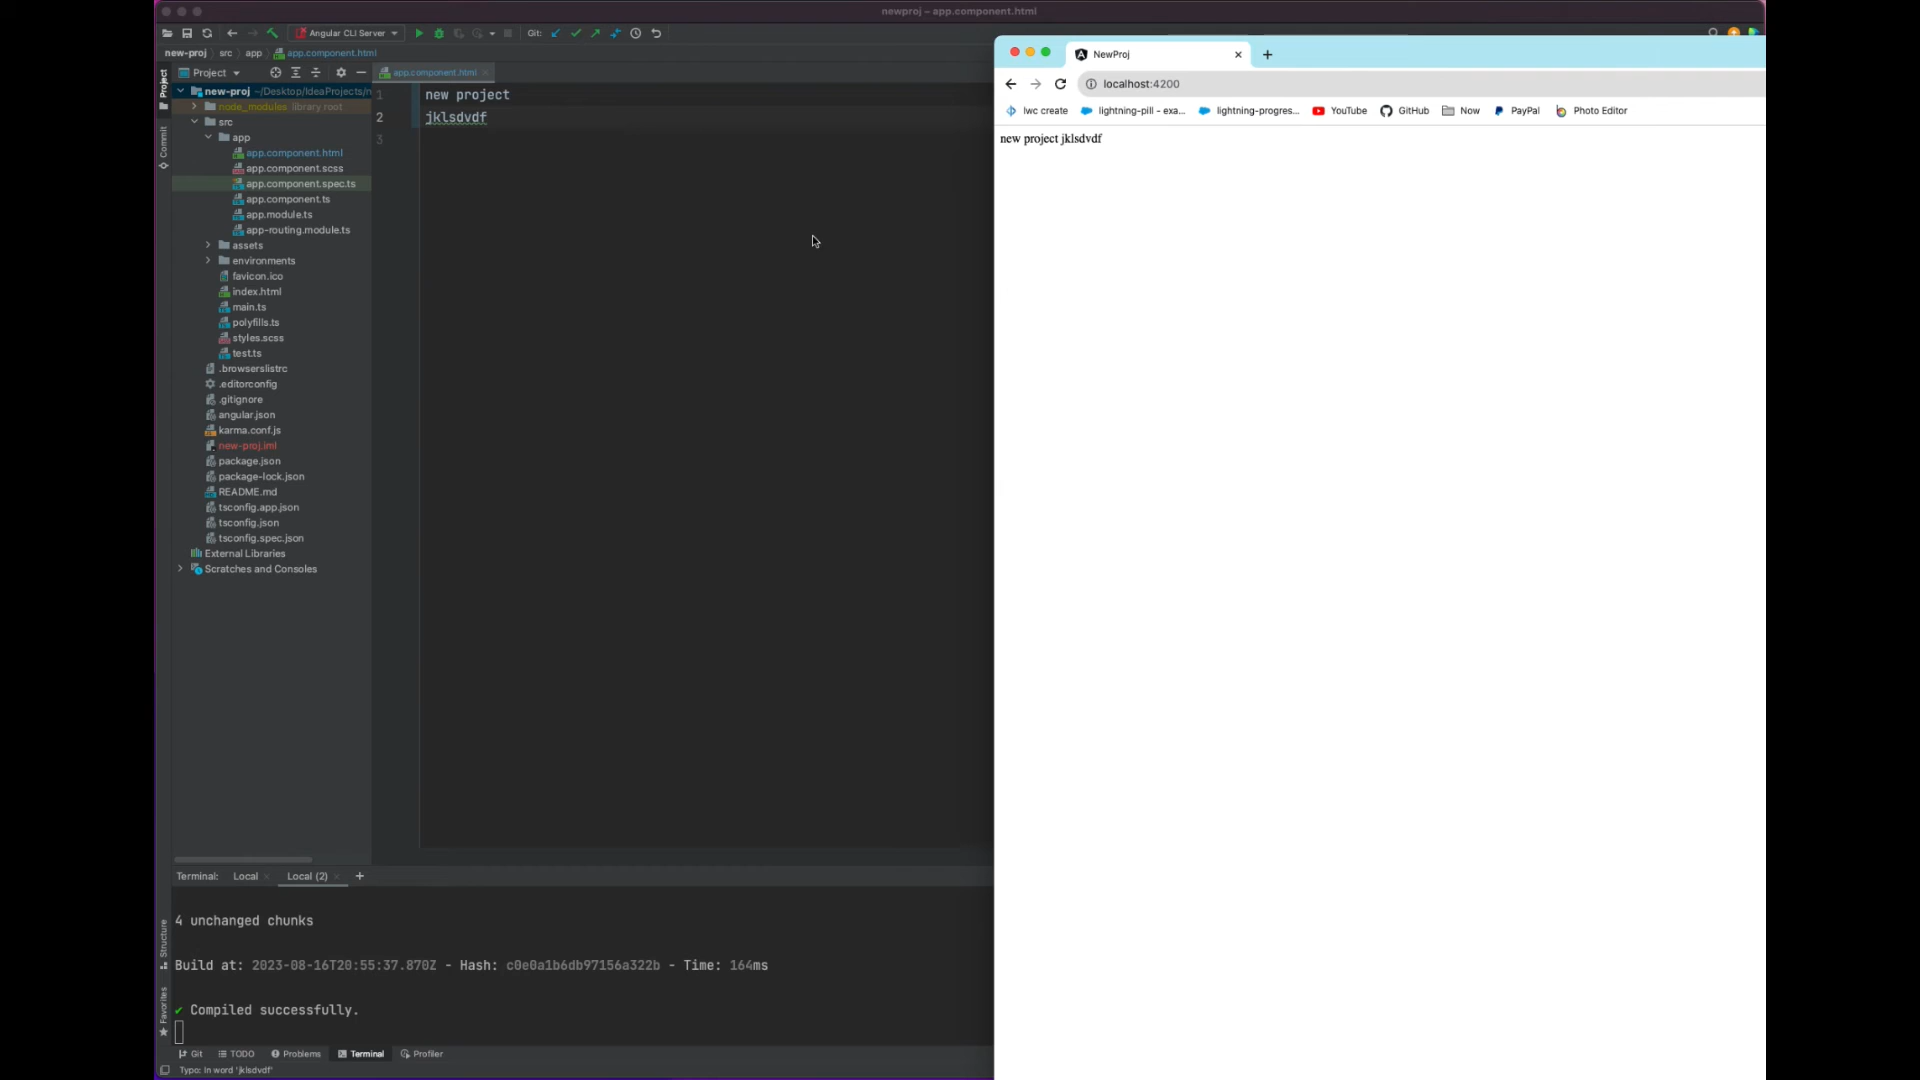 newproj – app.component.html
Angular CLI Server
Git:
new-proj
src
app
app.component.html
Project
Project
app.component.html
new-proj ~/Desktop/IdeaProjects/n
node_modules library root
src
app
app.component.html
app.component.scss
app.component.spec.ts
app.component.ts
app.module.ts
app-routing.module.ts
assets
environments
favicon.ico
index.html
main.ts
polyfills.ts
styles.scss
test.ts
.browserslistrc
.editorconfig
.gitignore
angular.json
karma.conf.js
new-proj.iml
package.json
package-lock.json
README.md
tsconfig.app.json
tsconfig.json
tsconfig.spec.json
External Libraries
Scratches and Consoles
Commit
Structure
Favorites
1 new project
2 jklsdvdf
3
Terminal: Local Local (2) +
4 unchanged chunks
Build at: 2023-08-16T20:55:37.870Z - Hash: c0e0a1b6db97156a322b - Time: 164ms
✔ Compiled successfully.
Git TODO Problems Terminal Profiler
Typo: In word 'jklsdvdf'
NewProj
localhost:4200
lwc create lightning-pill - exa... lightning-progres... YouTube GitHub Now PayPal Photo Editor
new project jklsdvdf